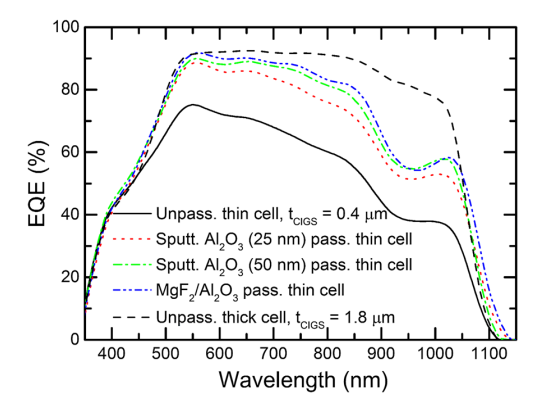 100
80
60
40
20
0
EQE (%)
Unpass. thin cell, tCIGS = 0.4 µm
Sputt. Al2O3 (25 nm) pass. thin cell
Sputt. Al2O3 (50 nm) pass. thin cell
MgF2/Al2O3 pass. thin cell
Unpass. thick cell, tCIGS = 1.8 µm
400 500 600 700 800 900 1000 1100
Wavelength (nm)